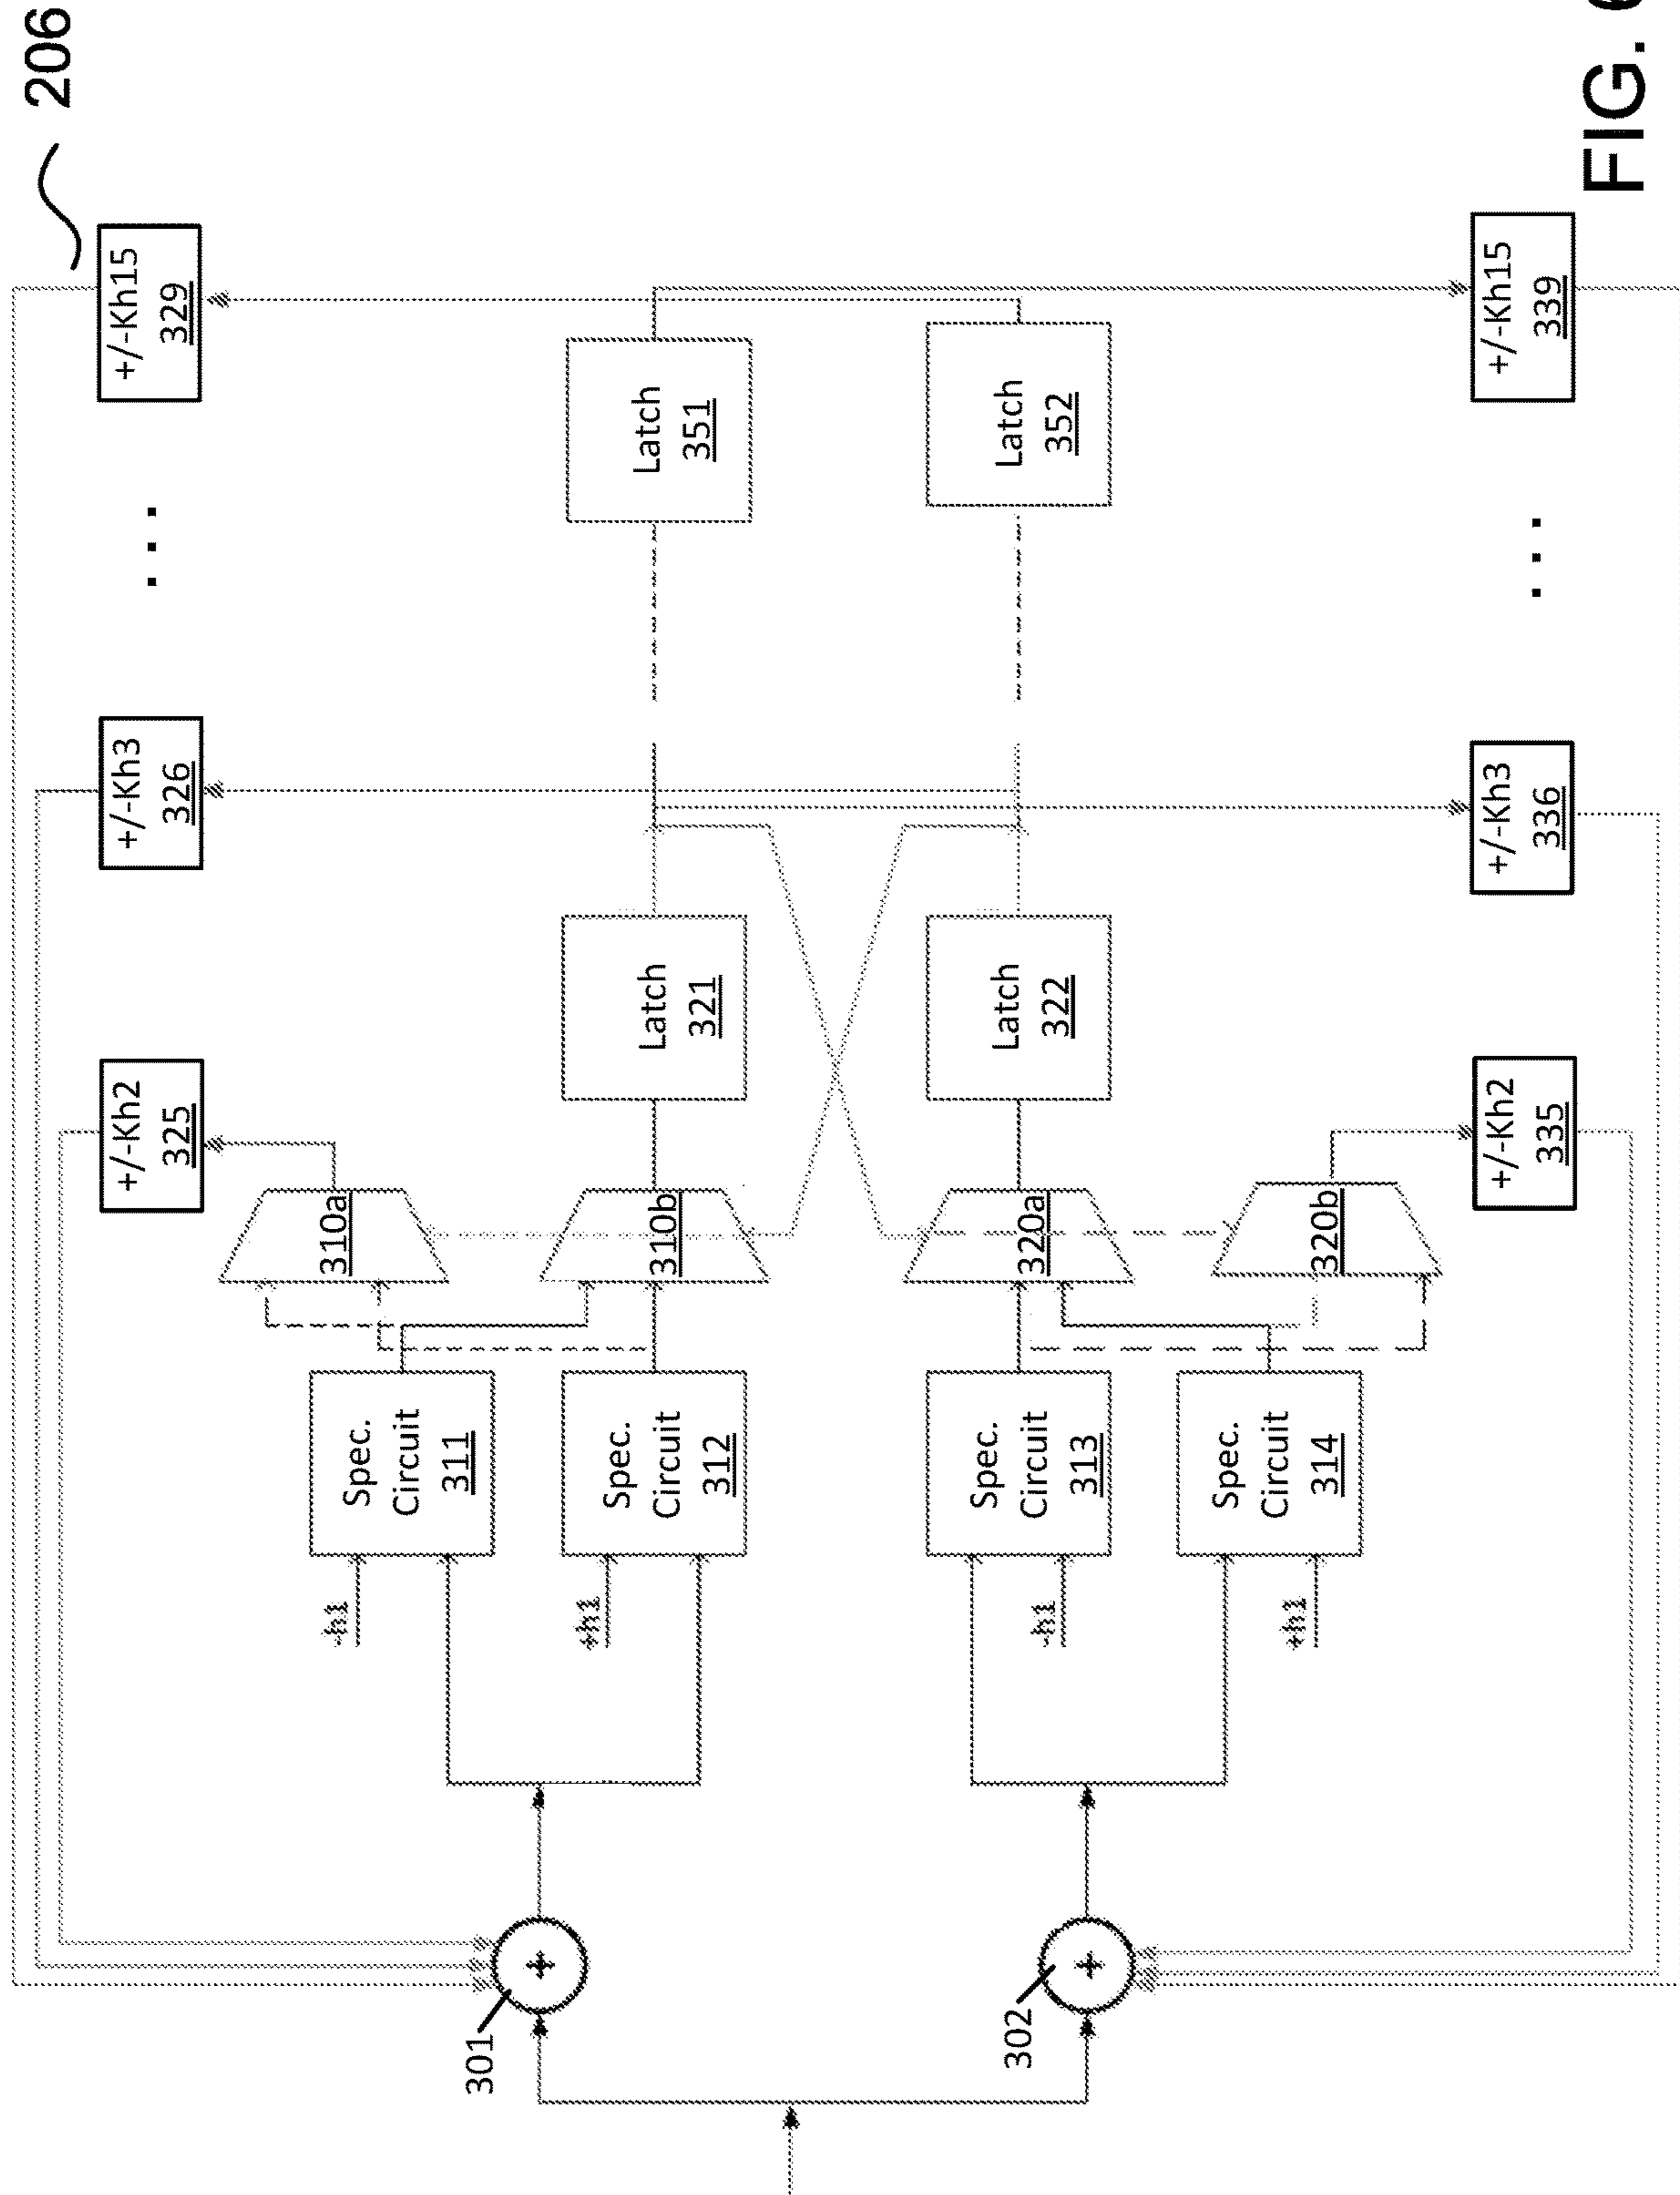 206
+/-Kh2
325
+/-Kh3
326
+/-Kh15
329
. . .
310a
-h1
Spec.
Circuit
311
301
+
+h1
Spec.
Circuit
312
310b
Latch
321
Latch
351
302
+
-h1
Spec.
Circuit
313
320a
Latch
322
Latch
352
+h1
Spec.
Circuit
314
320b
+/-Kh2
335
+/-Kh3
336
. . .
+/-Kh15
339
FIG.